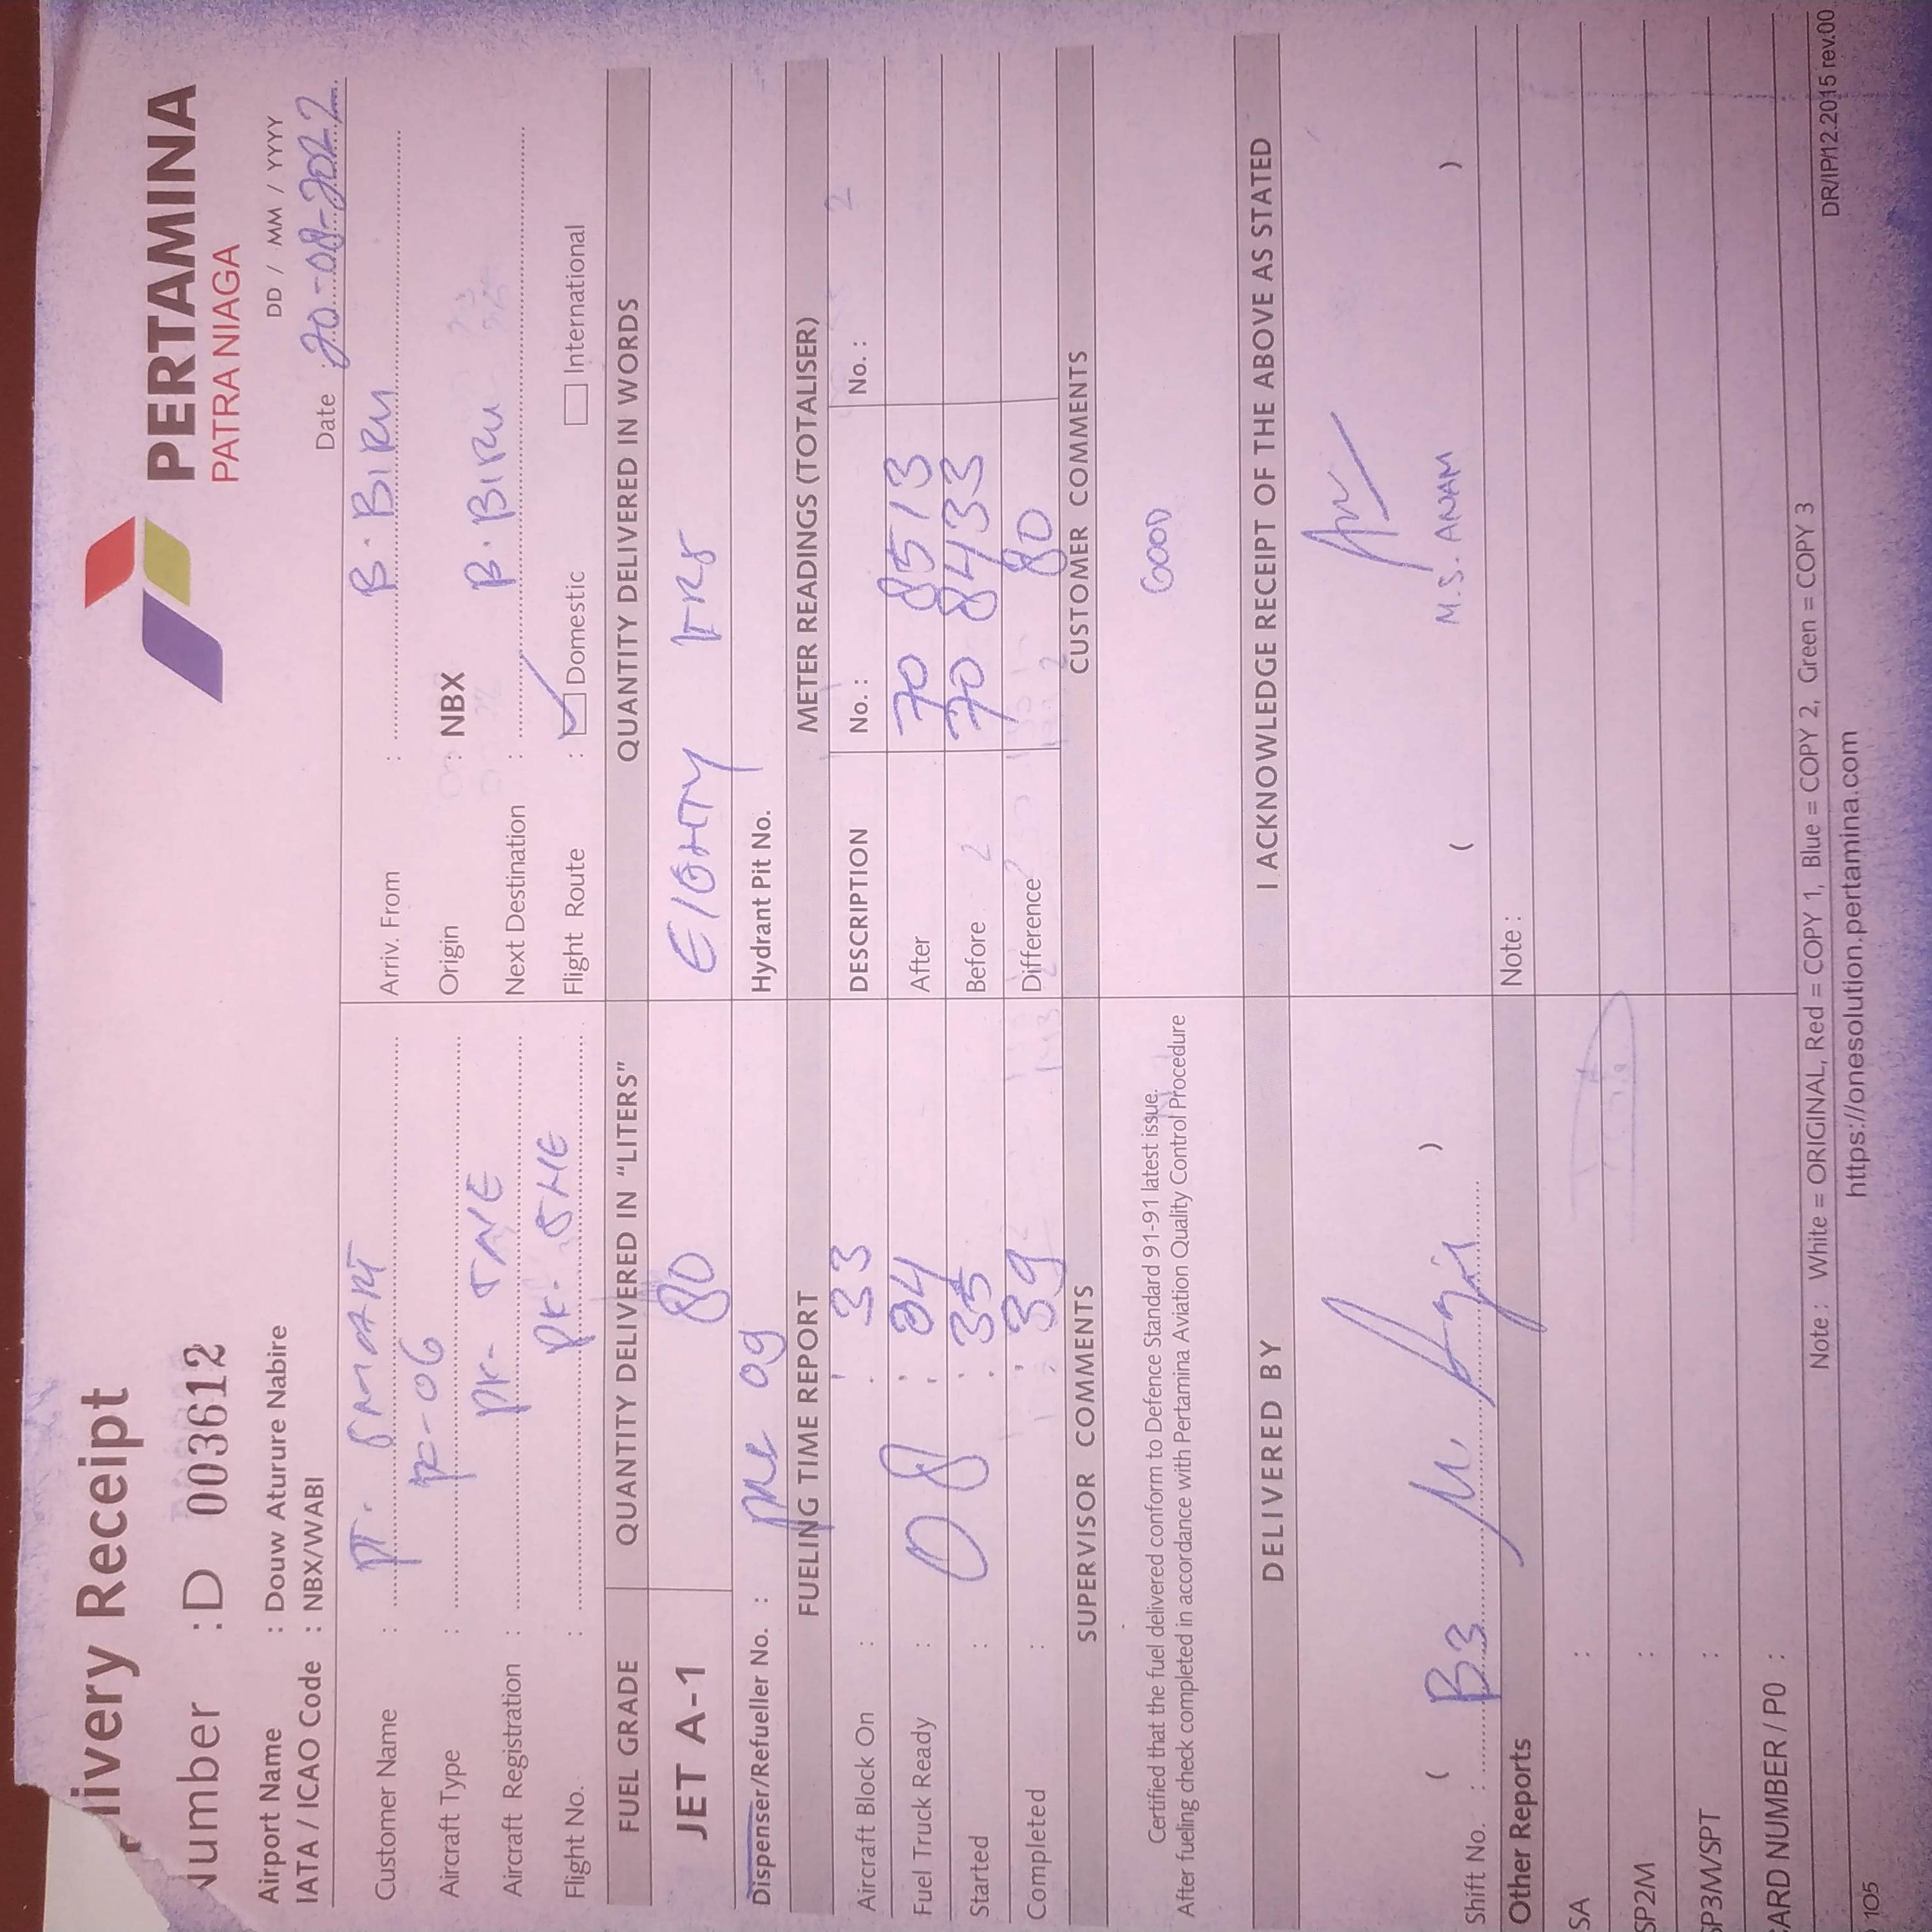 livery Receipt
PERTAMINA
PATRA NIAGA
Number : D 003612
DD / MM / YYYY
Airport Name : Douw Aturure Nabire
IATA / ICAO Code : NBX/WABI
Date : 20-08-2022
Customer Name : PT. SMART
Arriv. From : B. BIRU
Aircraft Type : PC-06
Origin : NBX
Aircraft Registration : PK-
Next Destination : B. BIRU
Flight No. : PK- SNE
Flight Route : Domestic International
FUEL GRADE
QUANTITY DELIVERED IN "LITERS"
QUANTITY DELIVERED IN WORDS
JET A-1
80
EIGHTY LTRS
Dispenser/Refueller No. : 09
Hydrant Pit No.
FUELING TIME REPORT
METER READINGS (TOTALISER)
Aircraft Block On : : 33
DESCRIPTION No. : No. :
Fuel Truck Ready : 08 : 34
After 70 8513
Started : : 35
Before 70 8433
Completed : : 39
Difference 80
SUPERVISOR COMMENTS
CUSTOMER COMMENTS
Certified that the fuel delivered conform to Defence Standard 91-91 latest issue.
After fueling check completed in accordance with Pertamina Aviation Quality Control Procedure
GOOD
DELIVERED BY
I ACKNOWLEDGE RECEIPT OF THE ABOVE AS STATED
( )
( M.S. ANAM )
Shift No. : B3
Other Reports
Note :
SA :
SP2M :
SP3M/SPT :
CARD NUMBER / P0 :
Note : White = ORIGINAL, Red = COPY 1, Blue = COPY 2, Green = COPY 3
DR/IP/12.2015 rev.00
105
https://onesolution.pertamina.com